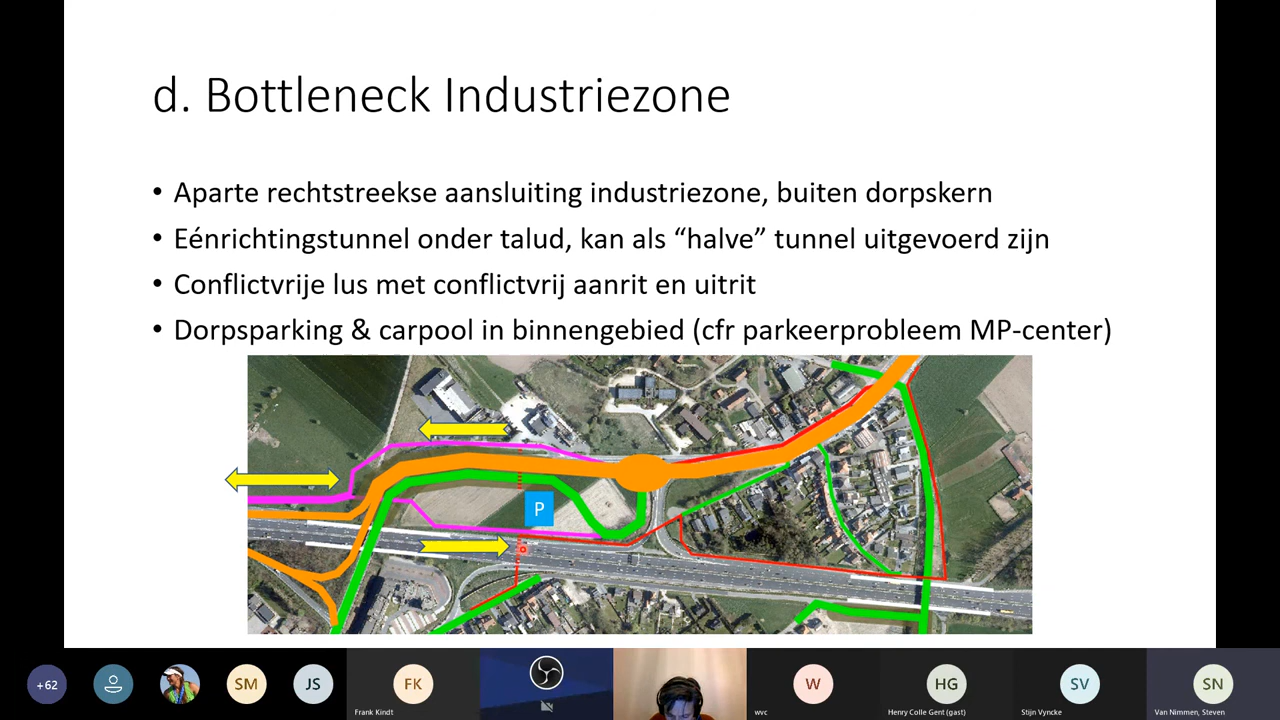 d. Bottleneck Industriezone
• Aparte rechtstreekse aansluiting industriezone, buiten dorpskern
• Eénrichtingstunnel onder talud, kan als “halve” tunnel uitgevoerd zijn
• Conflictvrije lus met conflictvrij aanrit en uitrit
• Dorpsparking & carpool in binnengebied (cfr parkeerprobleem MP-center)
P
+62
SM
JS
FK
W
HG
SV
SN
Frank Kindt
wvc
Henry Colle Gent (gast)
Stijn Vyncke
Van Nimmen, Steven